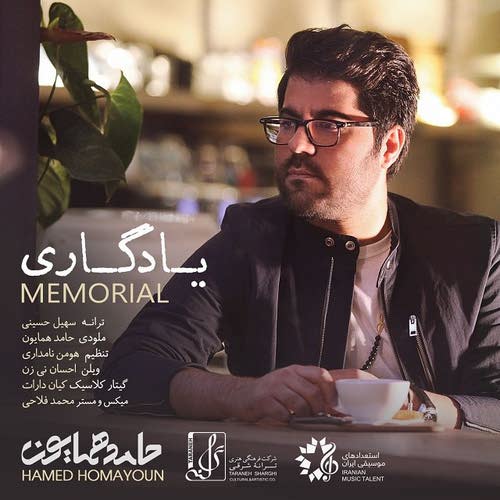 یـادگـاری
MEMORIAL
ترانه سهیل حسینی
ملودی حامد همایون
تنظیم هومن نامداری
ویلن احسان نی زن
گیتار کلاسیک کیان دارات
میکس و مستر محمد فلاحی
حامد همایون
HAMED HOMAYOUN
TARANEH
شرکت فرهنگی هنری
ترانه شرقی
TARANEH SHARGHI
CULTURAL&ARTISTIC CO.
استعدادهای
موسیقی ایران
IRANIAN
MUSIC TALENT